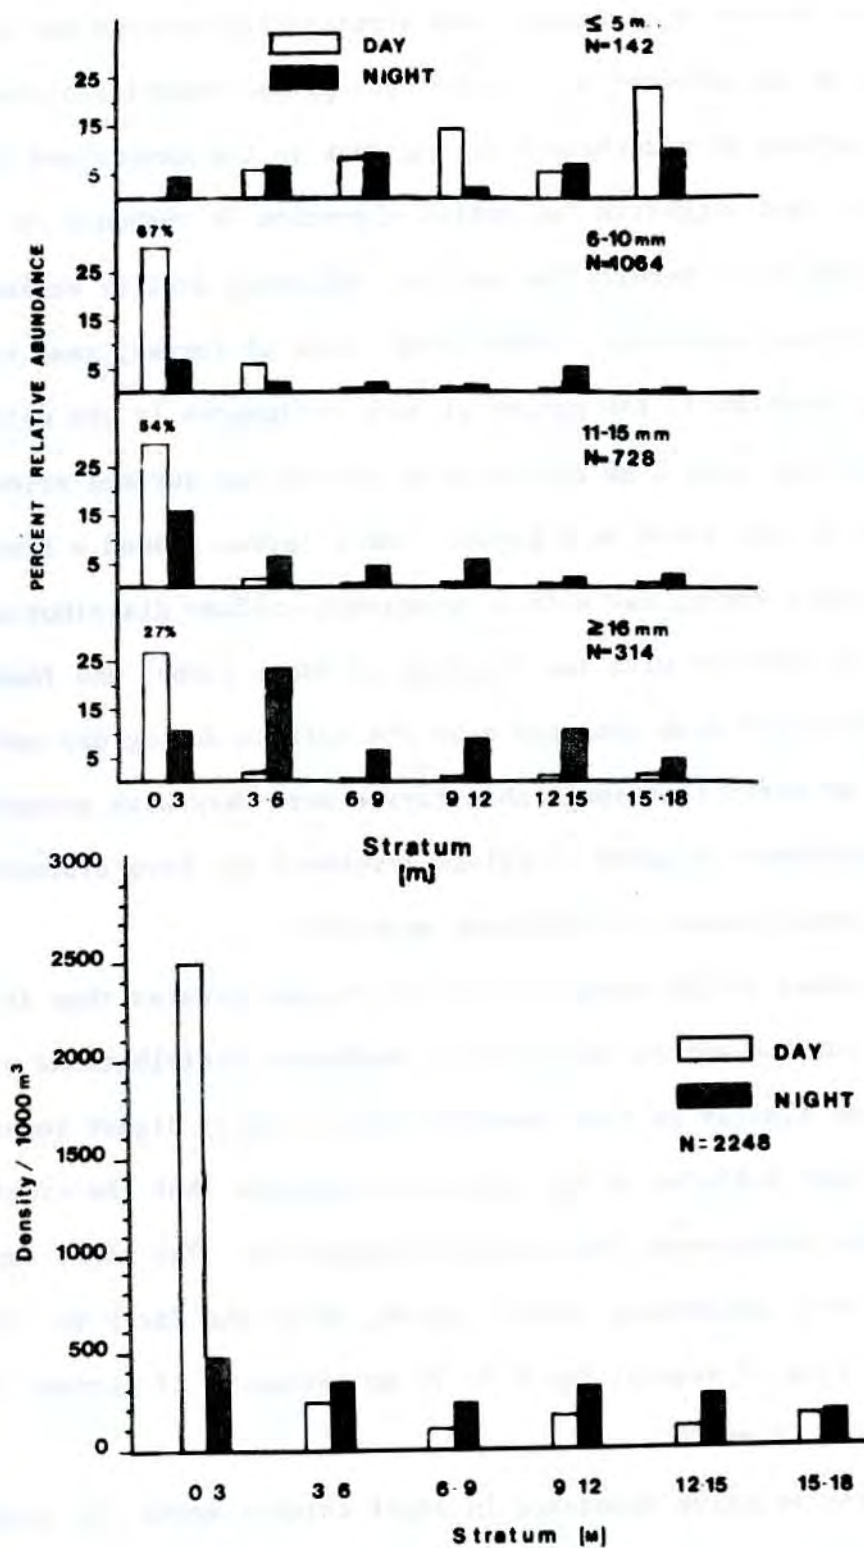 DAY
NIGHT
≤ 5 m.
N=142
25
15
5
67%
6-10 mm
N=4064
25
15
5
54%
11-15 mm
N=728
25
15
5
27%
≥ 16 mm
N=314
25
15
5
PERCENT RELATIVE ABUNDANCE
0.3 3-6 6-9 9 12 12 15 15-18
Stratum
[m]
3000
2500
2000
1500
1000
500
0
Density / 1000 m³
DAY
NIGHT
N=2248
0 3 3 6 6-9 9 12 12-15 15-18
Stratum [M]